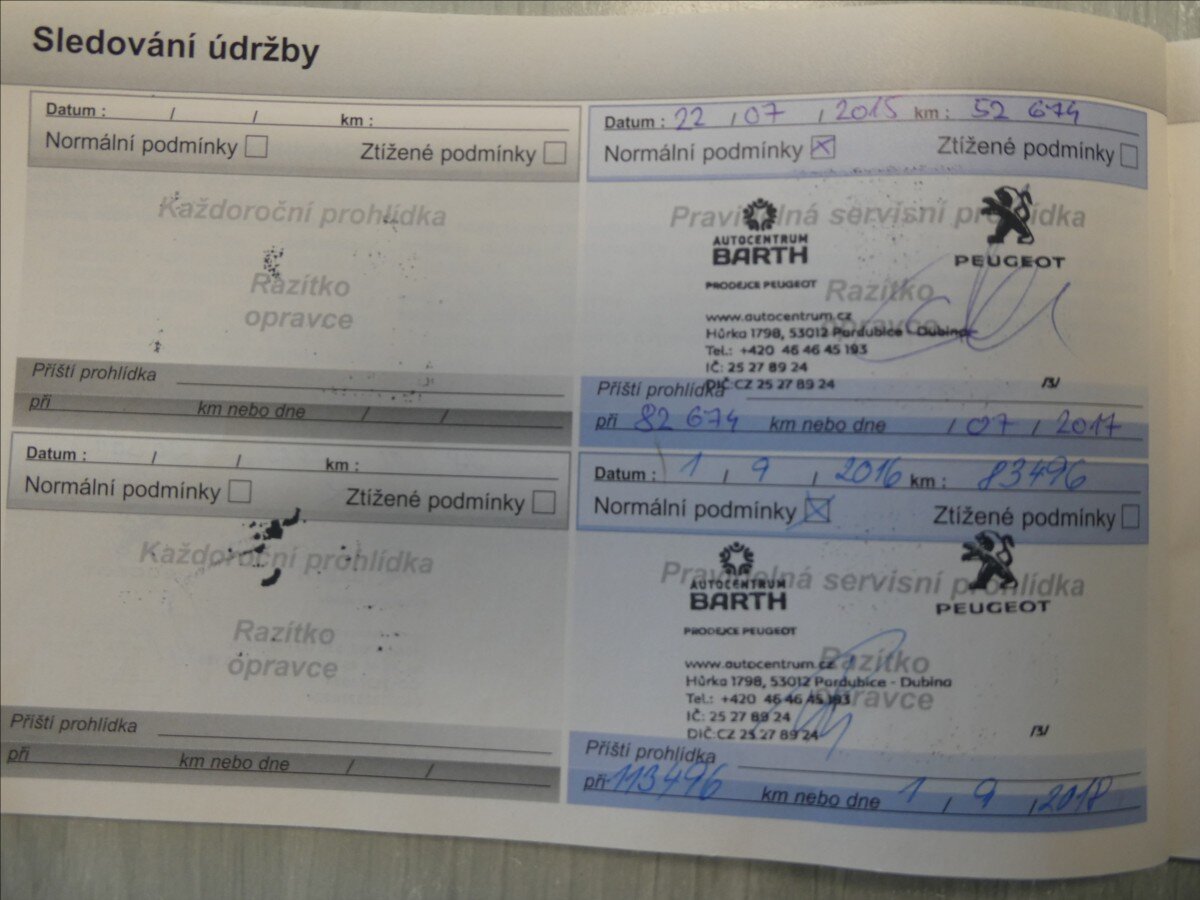 Sledování údržby
Datum : / / km :
Normální podmínky Ztížené podmínky
Každoroční prohlídka
Razítko
opravce
Příští prohlídka
při km nebo dne / /
Datum : 22 / 07 / 2015 km : 52 674
Normální podmínky Ztížené podmínky
Pravidelná servisní prohlídka
AUTOCENTRUM
BARTH
PEUGEOT
PRODEJCE PEUGEOT
Razítko
opravce
www.autocentrum.cz
Hůrka 1798, 53012 Pardubice - Dubina
Tel.: +420 46 46 45 193
IČ: 25 27 89 24
DIČ:CZ 25 27 89 24
/3/
Příští prohlídka
při 82 674 km nebo dne / 07 / 2017
Datum : / / km :
Normální podmínky Ztížené podmínky
Každoroční prohlídka
Razítko
opravce
Příští prohlídka
při km nebo dne / /
Datum : 1 / 9 / 2016 km : 83496
Normální podmínky Ztížené podmínky
Pravidelná servisní prohlídka
AUTOCENTRUM
BARTH
PEUGEOT
PRODEJCE PEUGEOT
Razítko
opravce
www.autocentrum.cz
Hůrka 1798, 53012 Pardubice - Dubina
Tel.: +420 46 46 45 193
IČ: 25 27 89 24
DIČ:CZ 25 27 89 24
/3/
Příští prohlídka
při 113496 km nebo dne 1 / 9 / 2018